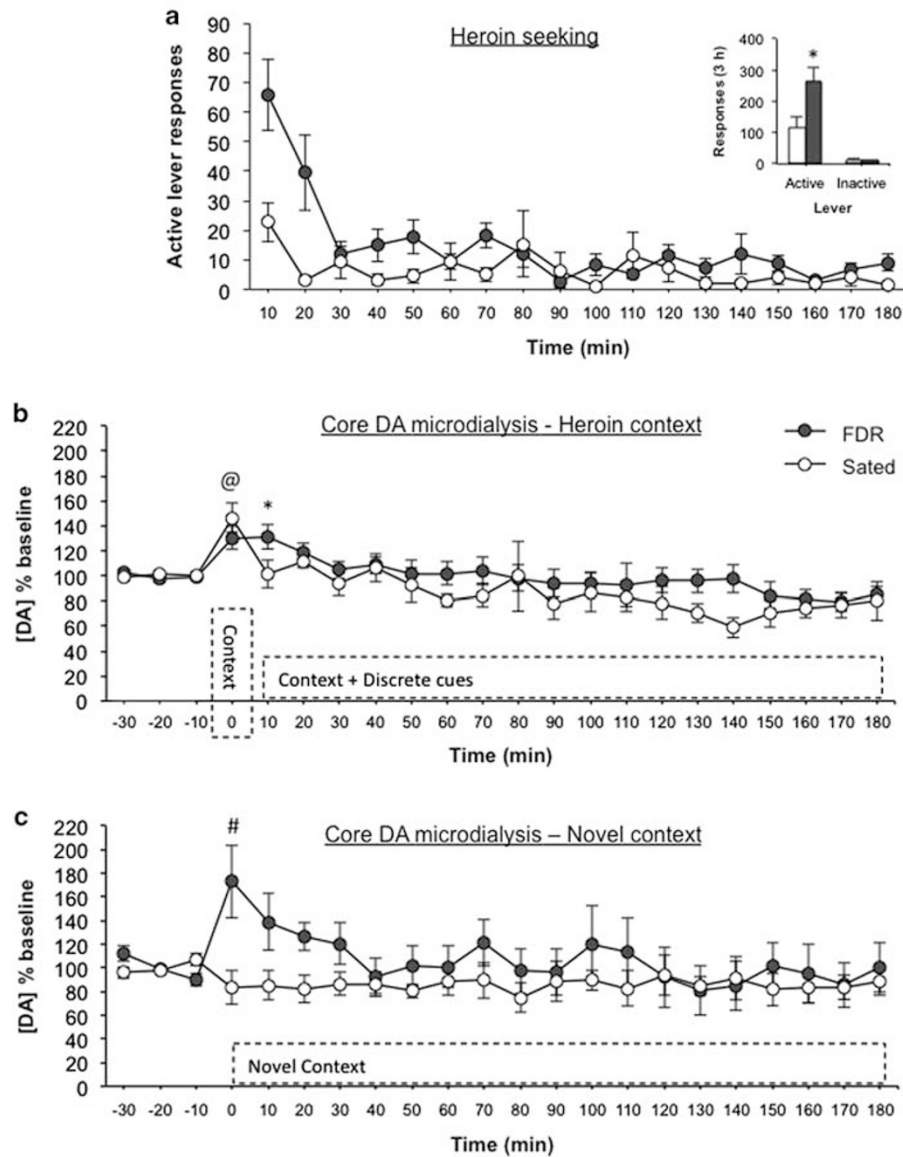 a
Heroin seeking
Active lever responses
90
80
70
60
50
40
30
20
10
0
10 20 30 40 50 60 70 80 90 100 110 120 130 140 150 160 170 180
Time (min)
Responses (3 h)
400
300
200
100
0
*
Active Inactive
Lever
b
Core DA microdialysis - Heroin context
FDR
Sated
[DA] % baseline
220
200
180
160
140
120
100
80
60
40
20
0
@
*
Context
Context + Discrete cues
-30 -20 -10 0 10 20 30 40 50 60 70 80 90 100 110 120 130 140 150 160 170 180
Time (min)
c
Core DA microdialysis – Novel context
[DA] % baseline
220
200
180
160
140
120
100
80
60
40
20
0
#
Novel Context
-30 -20 -10 0 10 20 30 40 50 60 70 80 90 100 110 120 130 140 150 160 170 180
Time (min)